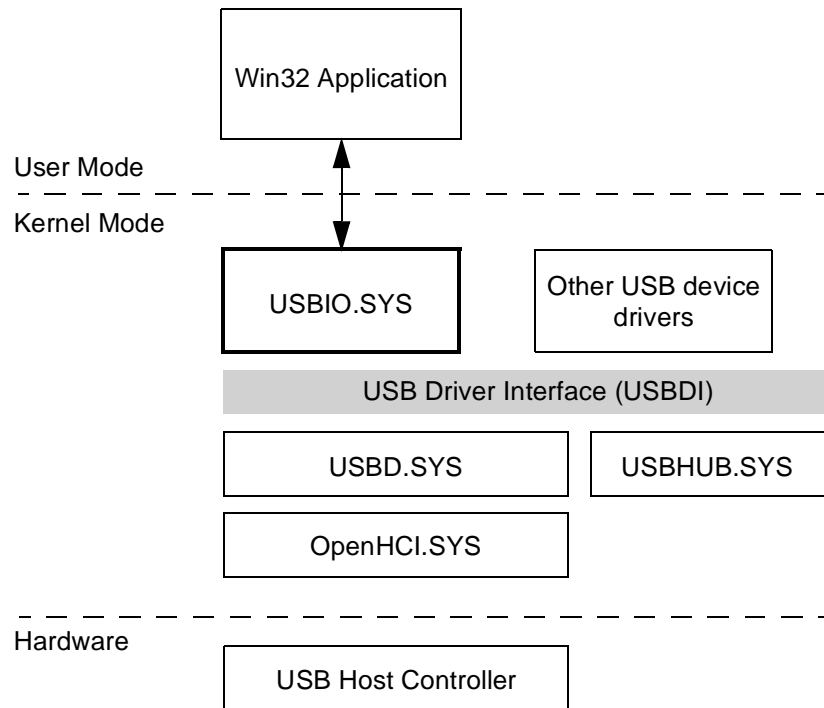 Win32 Application
User Mode
Kernel Mode
USBIO.SYS
Other USB device
drivers
USB Driver Interface (USBDI)
USBD.SYS
USBHUB.SYS
OpenHCI.SYS
Hardware
USB Host Controller